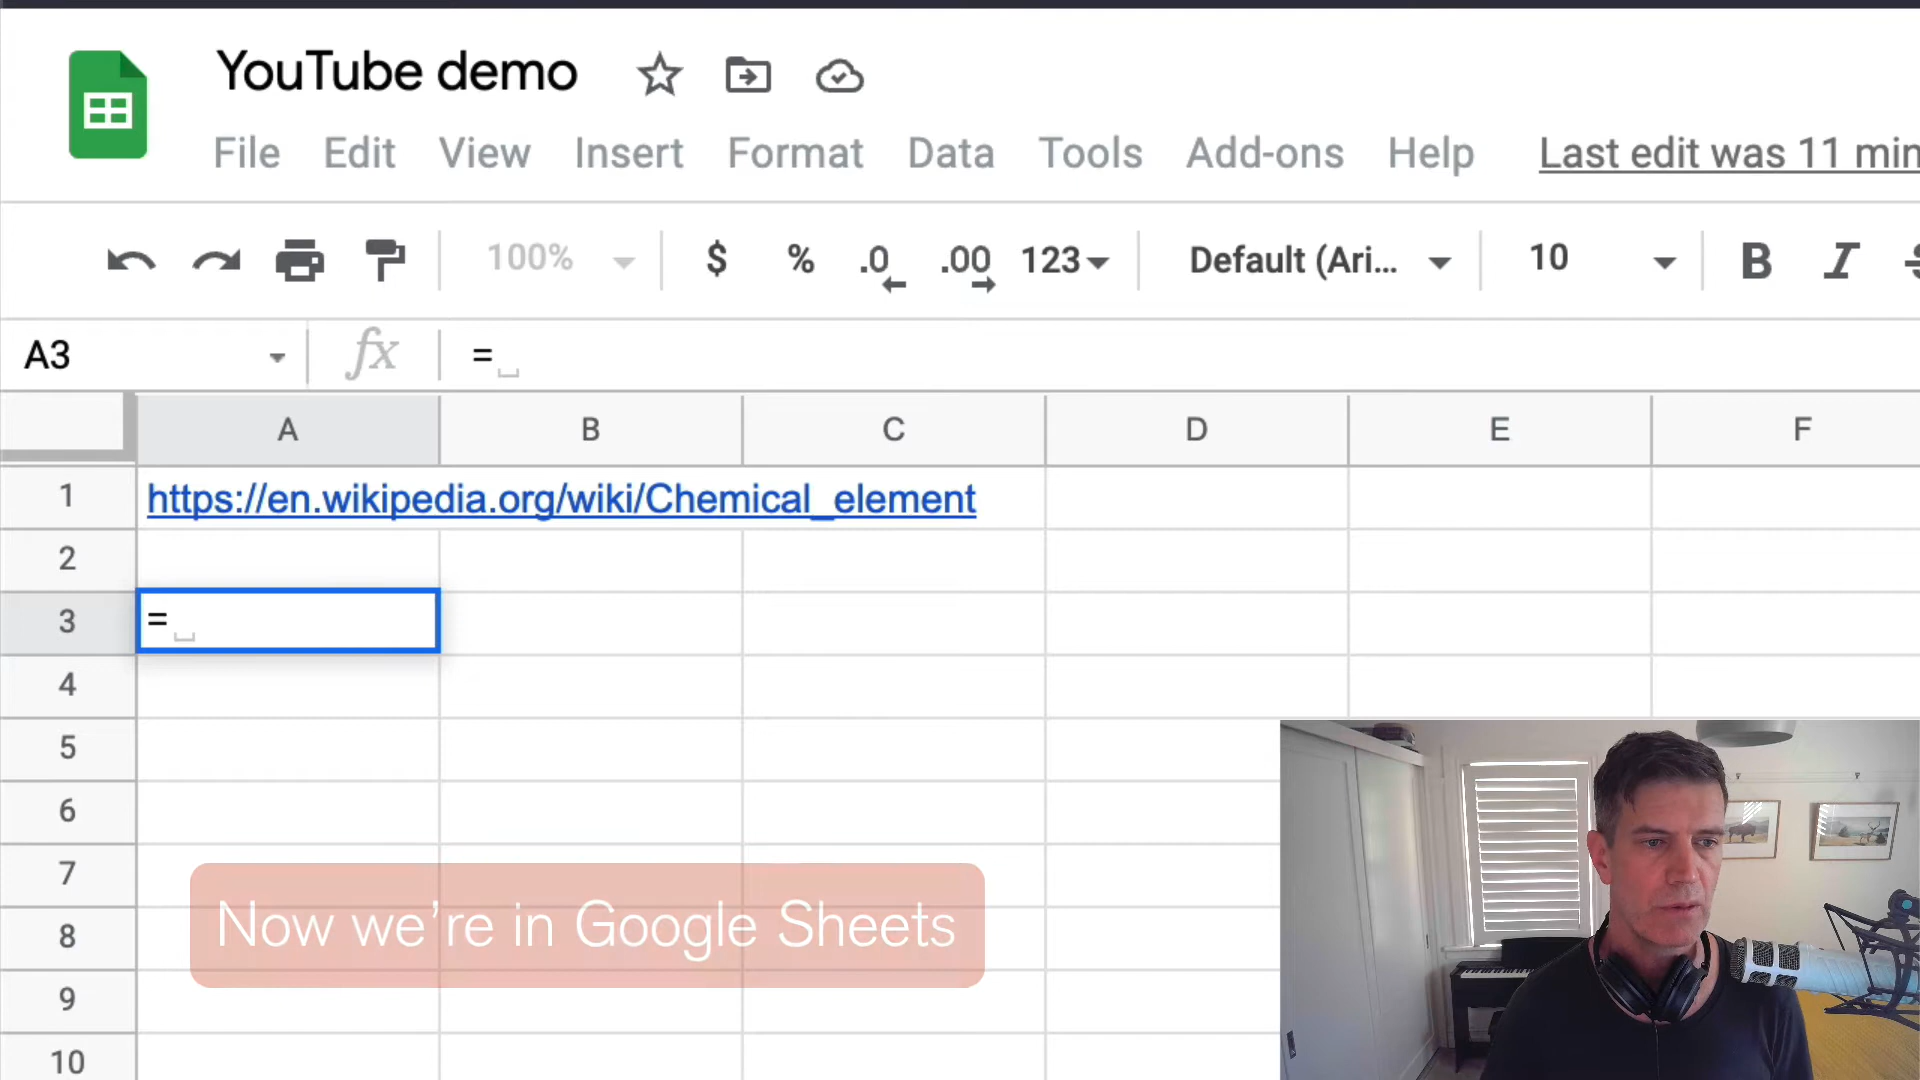 YouTube demo
File Edit View Insert Format Data Tools Add-ons Help Last edit was 11 min
100% $ % .0 .00 123 Default (Ari... 10 B I S
A3 fx =
A B C D E F
1 https://en.wikipedia.org/wiki/Chemical_element
2
3 =
4
5
6
7
8
9
10
Now we're in Google Sheets